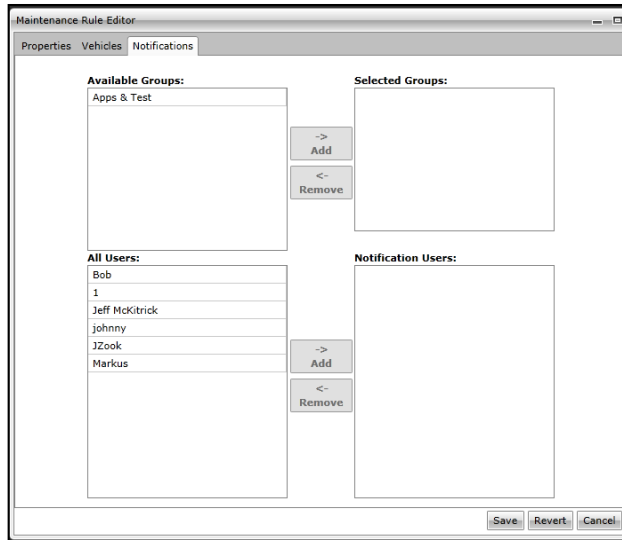 Maintenance Rule Editor
Properties Vehicles Notifications
Available Groups:
Selected Groups:
Apps & Test
->
Add
<-
Remove
All Users:
Notification Users:
Bob
1
Jeff McKitrick
johnny
JZook
Markus
->
Add
<-
Remove
Save Revert Cancel